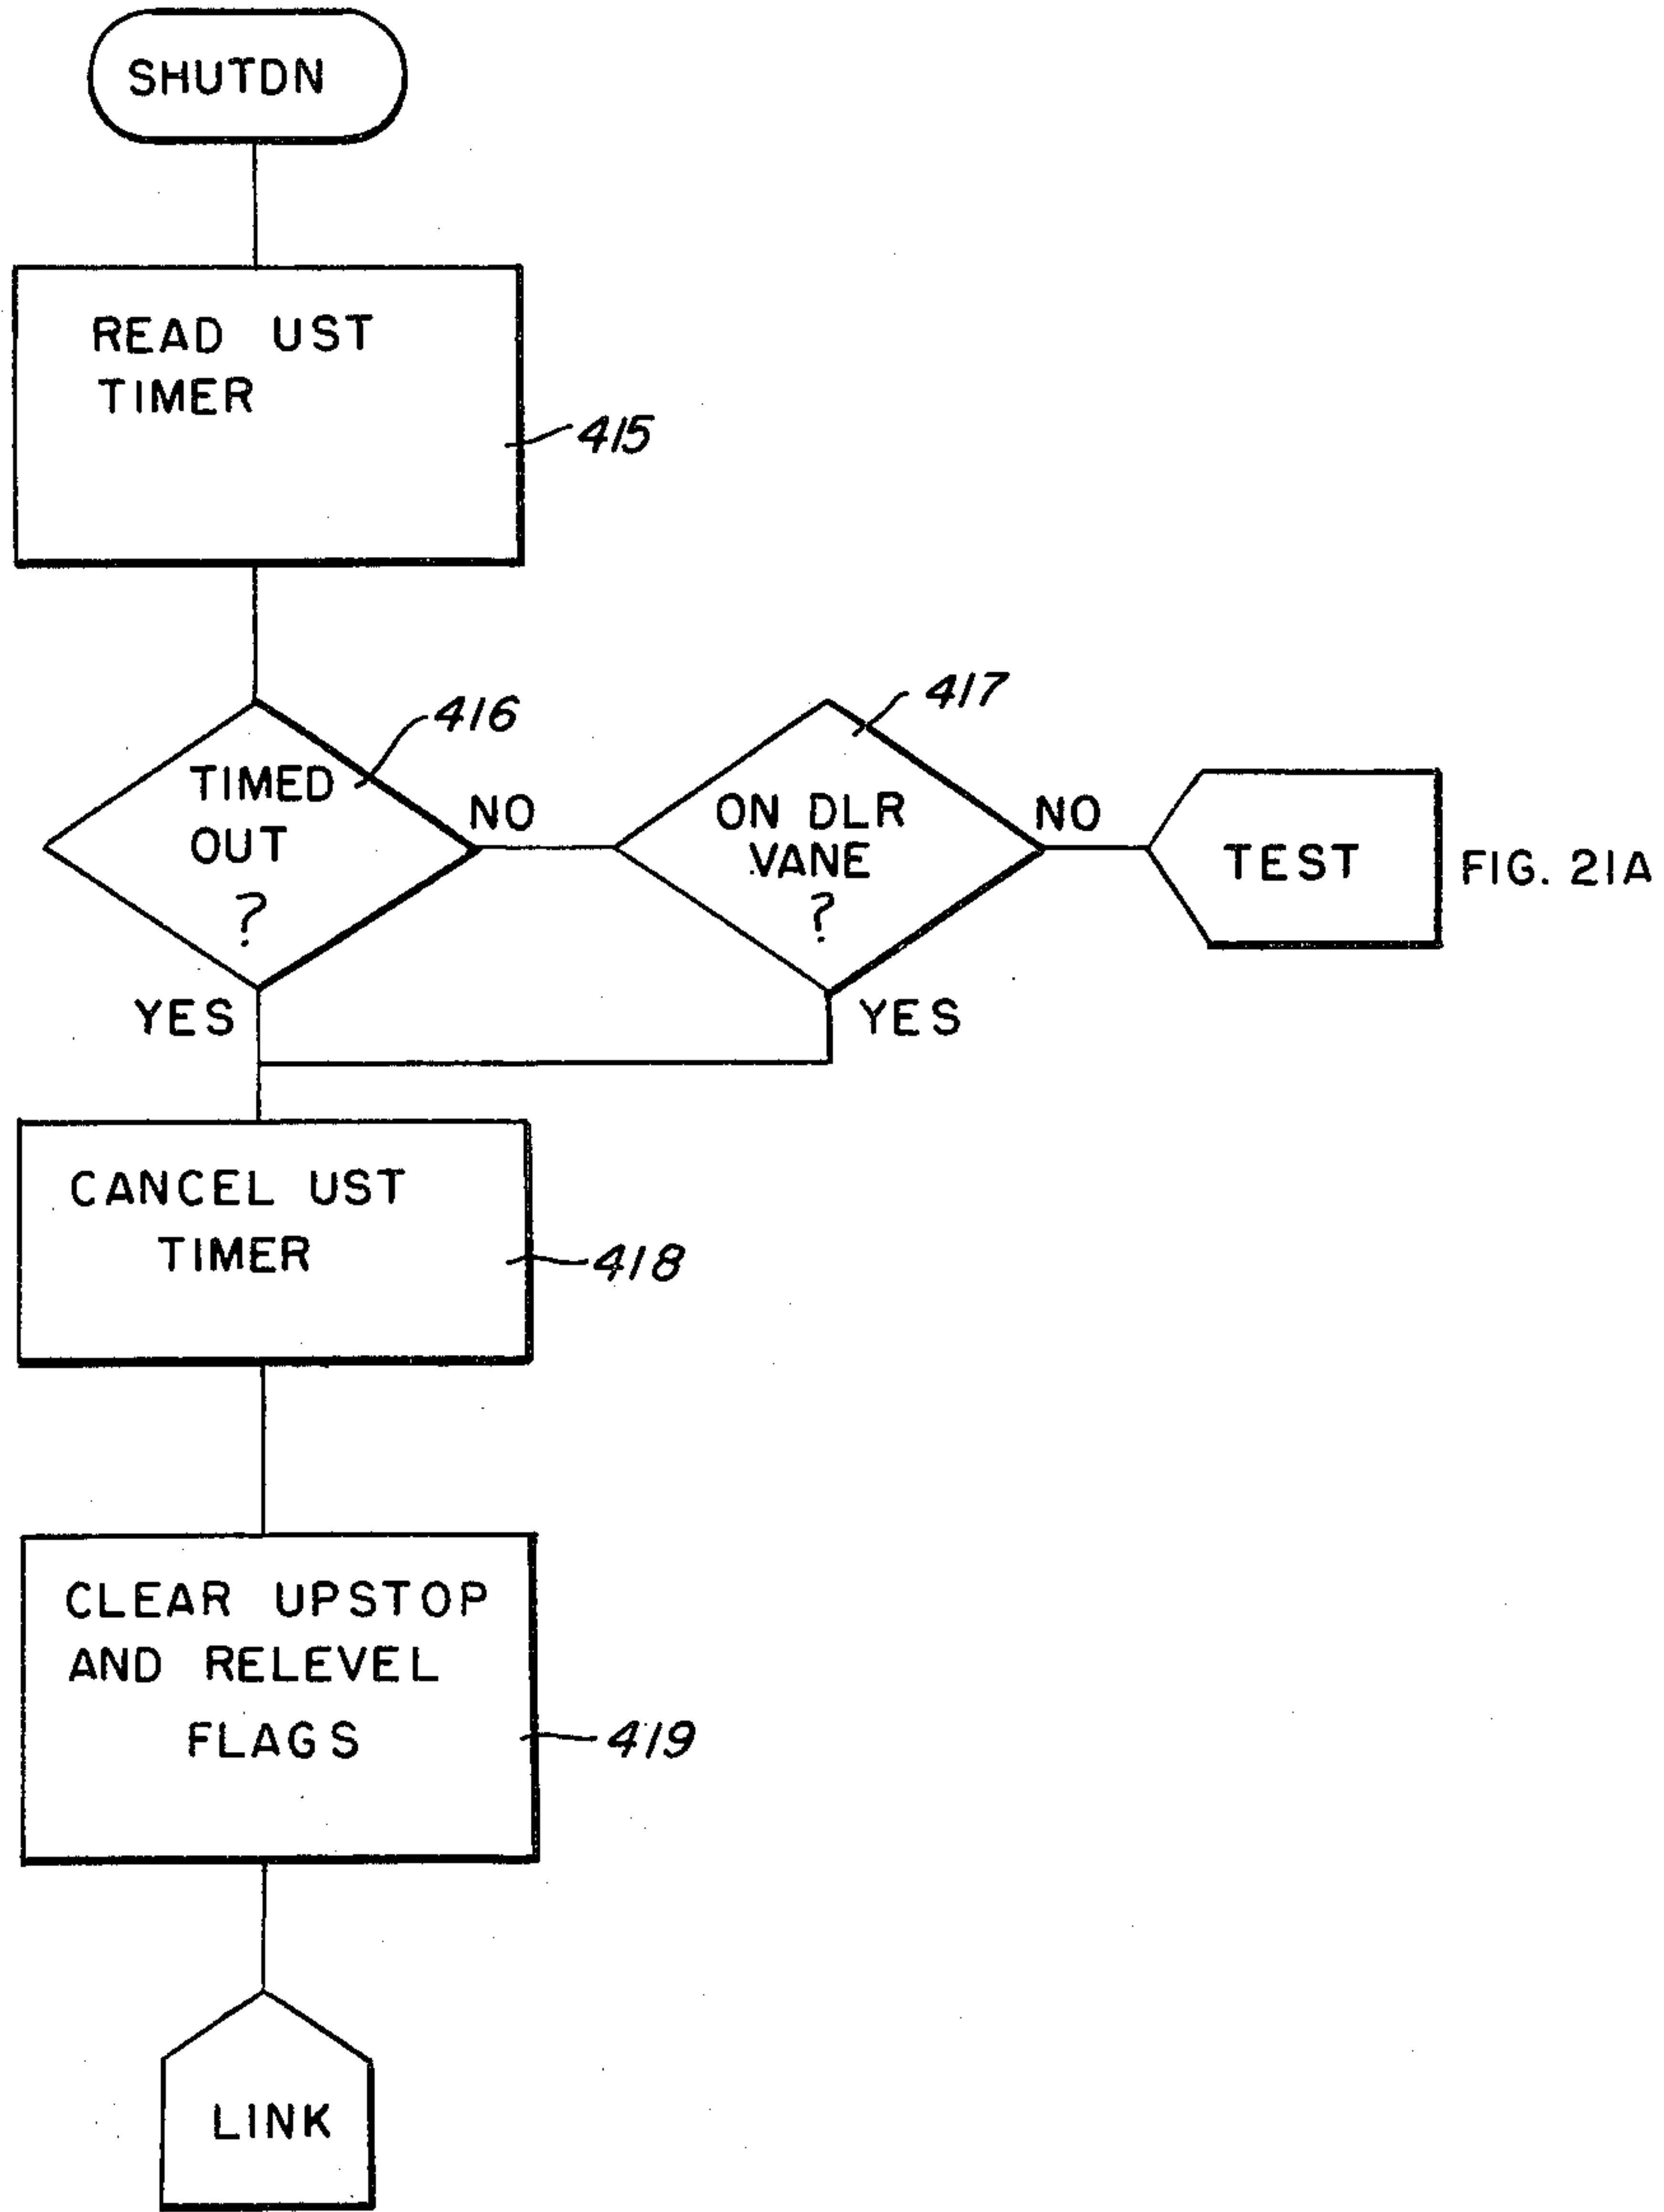 SHUTDN
READ UST
TIMER
415
416
TIMED
OUT
?
NO
417
ON DLR
VANE
?
NO
TEST
FIG. 21A
YES
YES
CANCEL UST
TIMER
418
CLEAR UPSTOP
AND RELEVEL
FLAGS
419
LINK